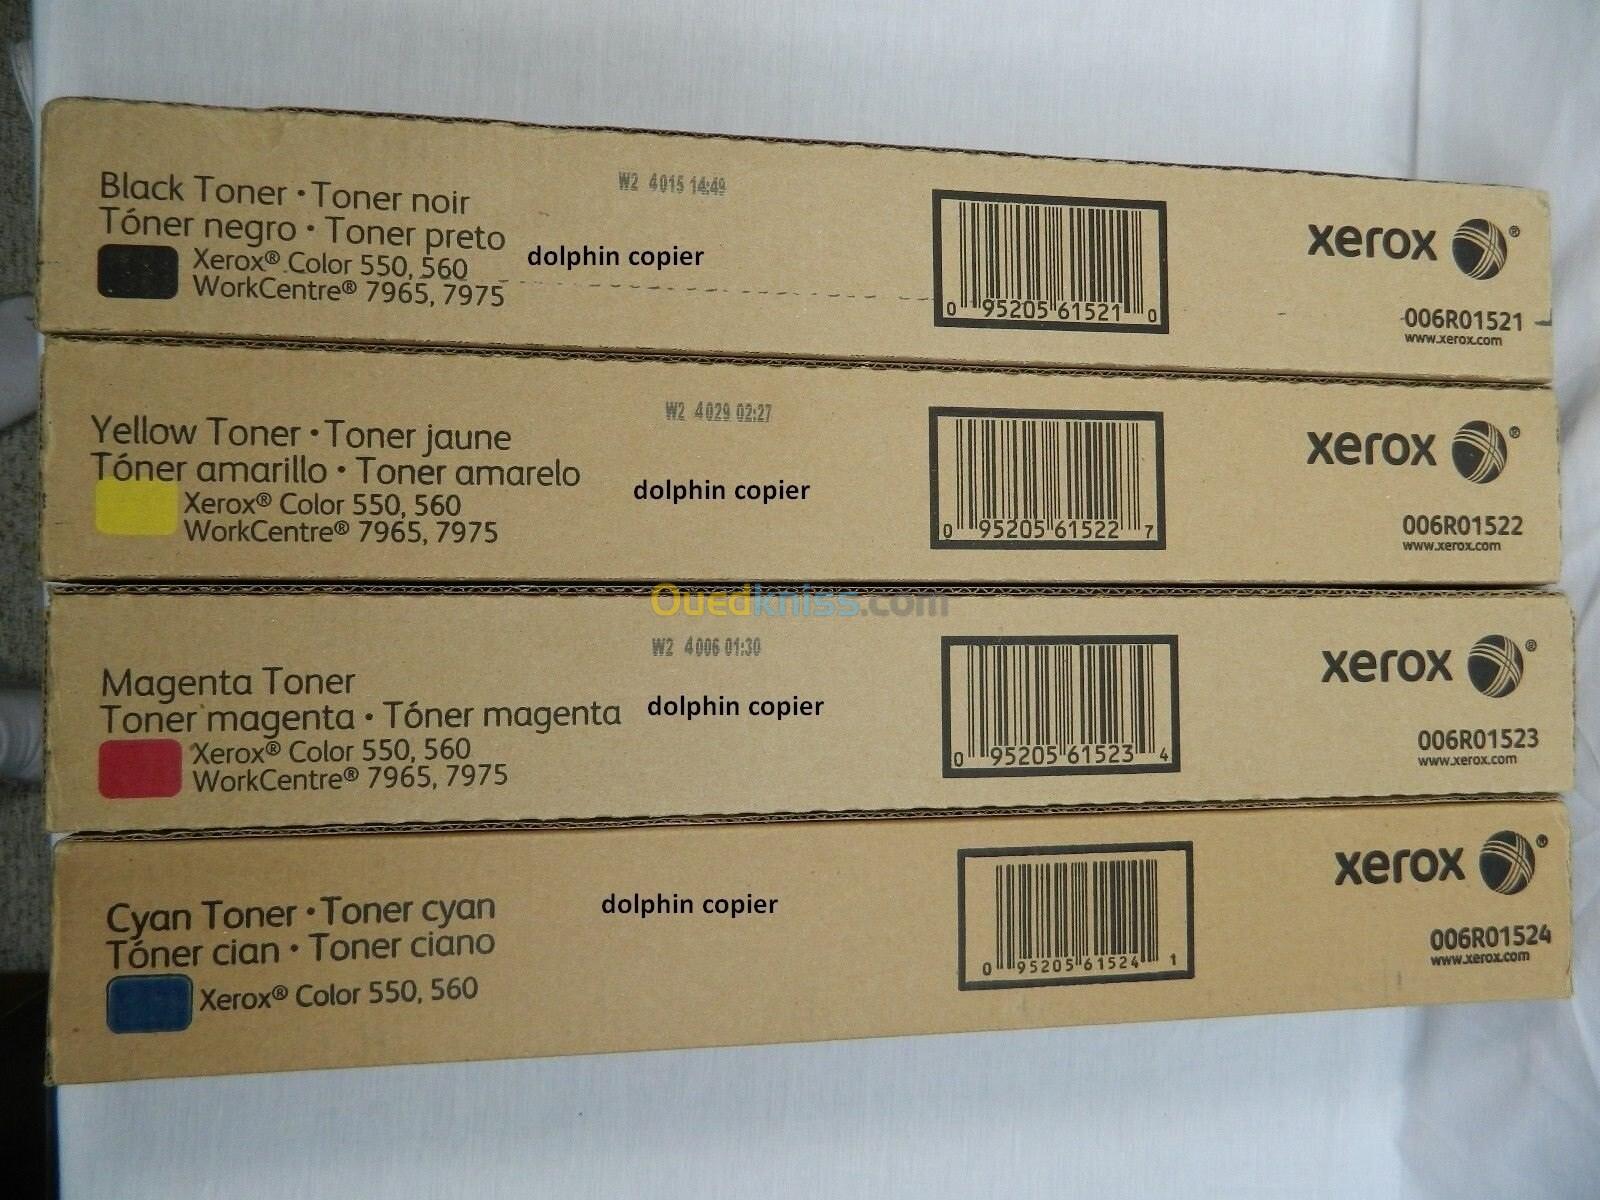 Black Toner • Toner noir
Tóner negro • Toner preto
Xerox® Color 550, 560
WorkCentre® 7965, 7975
W2 4015 14:49
dolphin copier
0 95205 61521 0
xerox ®
006R01521
www.xerox.com
Yellow Toner • Toner jaune
Tóner amarillo • Toner amarelo
Xerox® Color 550, 560
WorkCentre® 7965, 7975
W2 4029 02:27
dolphin copier
0 95205 61522 7
xerox ®
006R01522
www.xerox.com
Ouedkniss.com
Magenta Toner
Toner magenta • Tóner magenta
Xerox® Color 550, 560
WorkCentre® 7965, 7975
W2 4006 01:30
dolphin copier
0 95205 61523 4
xerox ®
006R01523
www.xerox.com
Cyan Toner • Toner cyan
Tóner cian • Toner ciano
Xerox® Color 550, 560
dolphin copier
0 95205 61524 1
xerox ®
006R01524
www.xerox.com